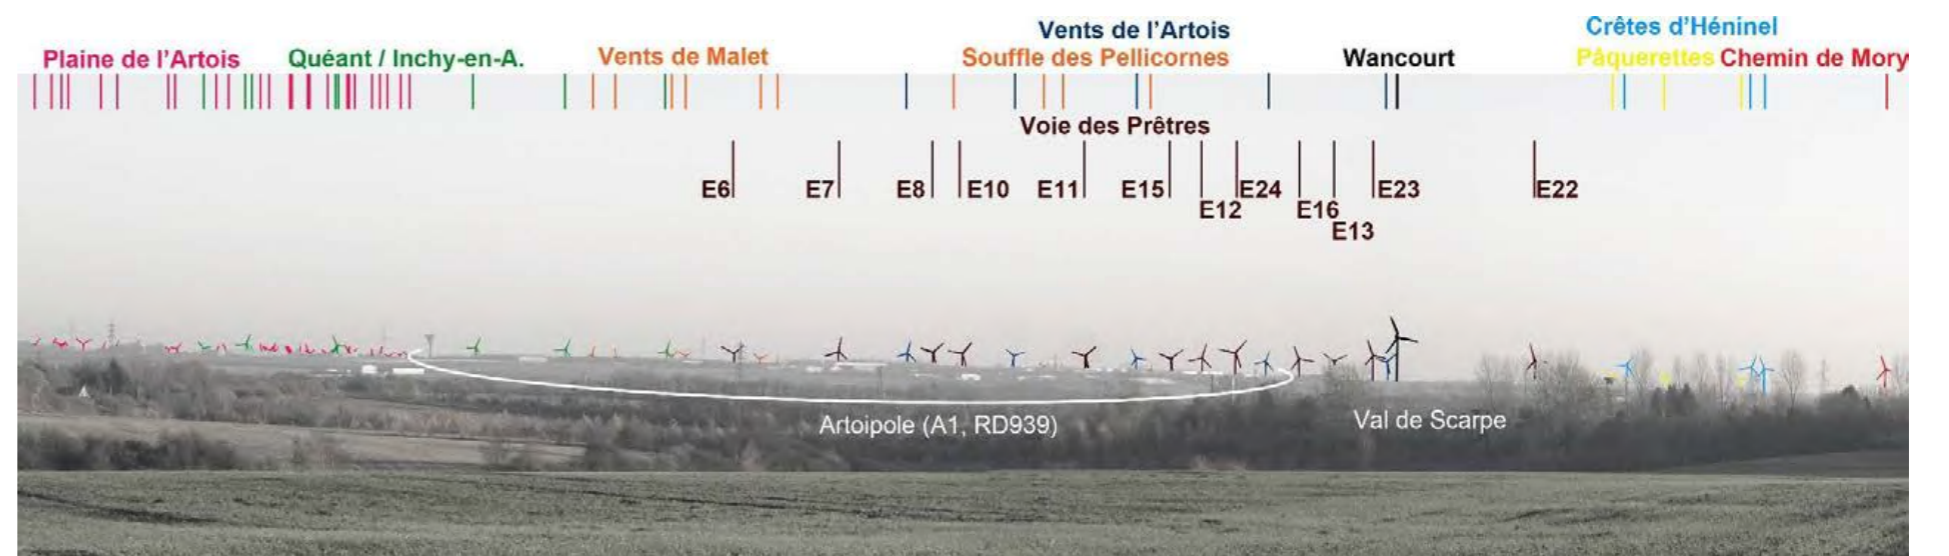 Vents de l'Artois
Crêtes d'Héninel
Plaine de l'Artois
Quéant / Inchy-en-A.
Vents de Malet
Souffle des Pellicornes
Wancourt
Pâquerettes
Chemin de Mory
Voie des Prêtres
E6
E7
E8
E10
E11
E15
E24
E23
E22
E12
E16
E13
Artoipole (A1, RD939)
Val de Scarpe